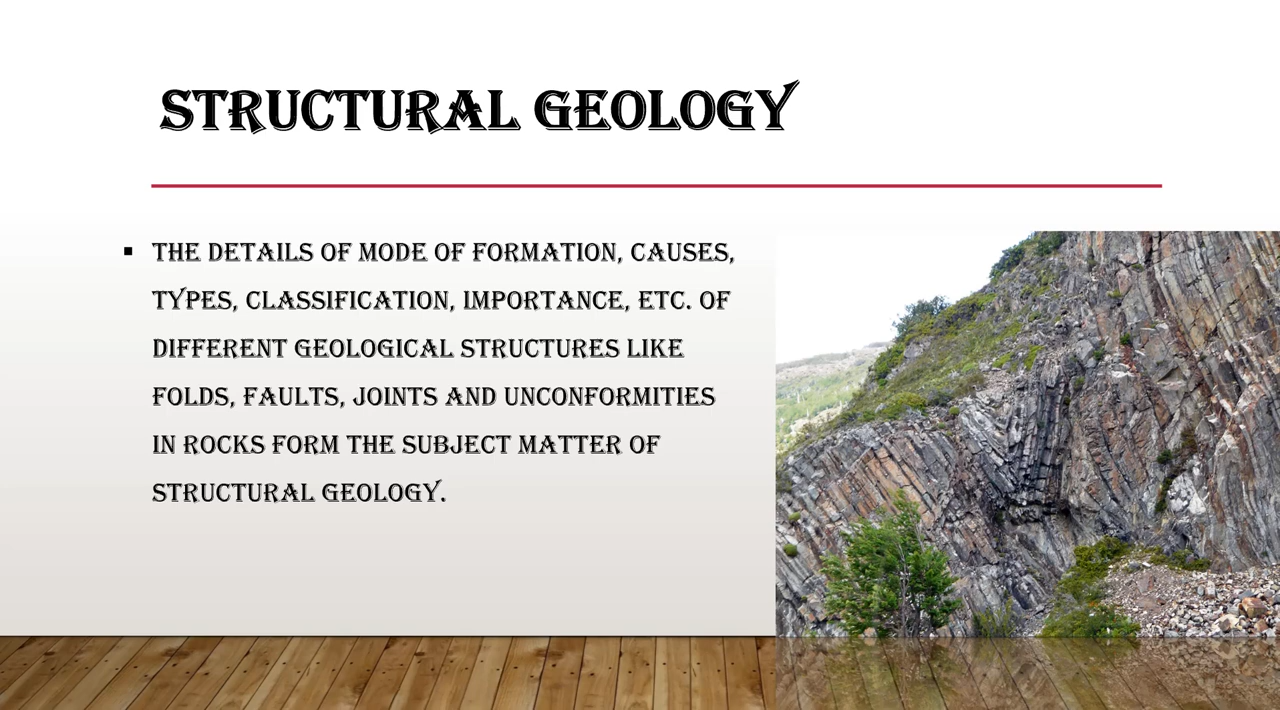 STRUCTURAL GEOLOGY
▪ THE DETAILS OF MODE OF FORMATION, CAUSES,
TYPES, CLASSIFICATION, IMPORTANCE, ETC. OF
DIFFERENT GEOLOGICAL STRUCTURES LIKE
FOLDS, FAULTS, JOINTS AND UNCONFORMITIES
IN ROCKS FORM THE SUBJECT MATTER OF
STRUCTURAL GEOLOGY.